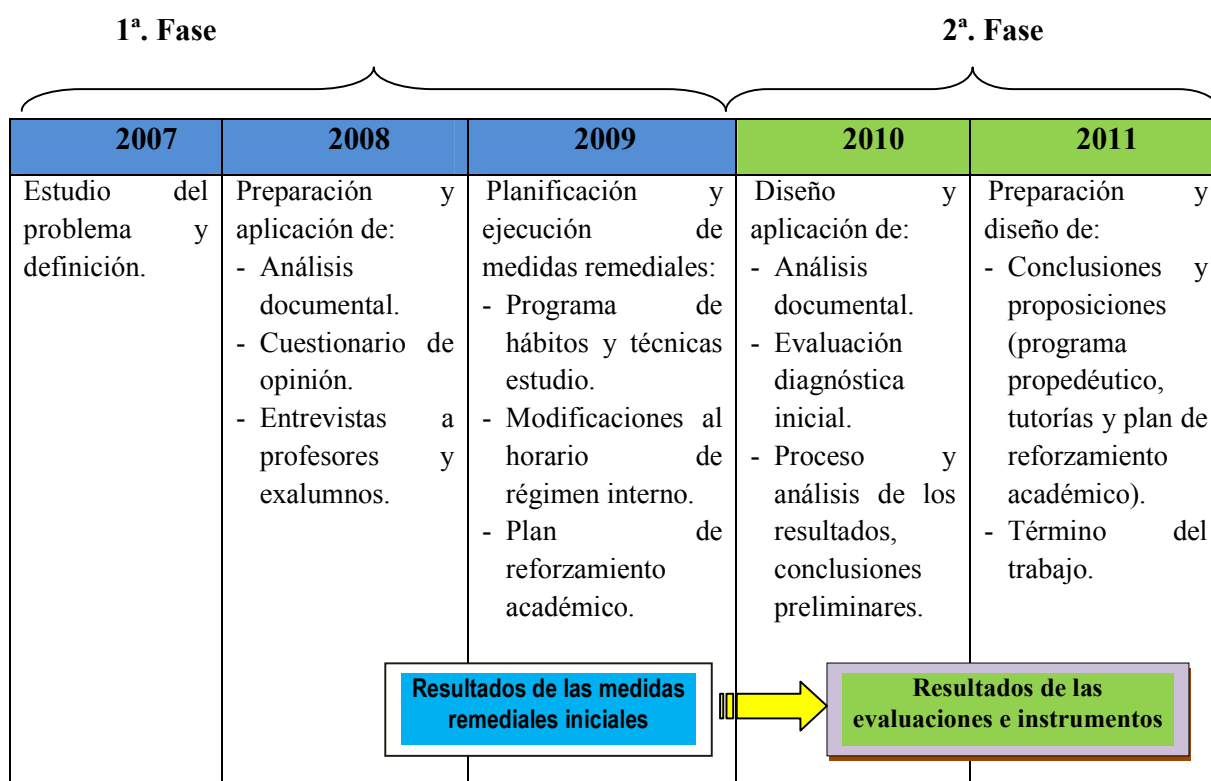 1ª. Fase
2ª. Fase
2007
2008
2009
2010
2011
Estudio del
problema y
definición.
Preparación y
aplicación de:
- Análisis
documental.
- Cuestionario de
opinión.
- Entrevistas a
profesores y
exalumnos.
Planificación y
ejecución de
medidas remediales:
- Programa de
hábitos y técnicas
estudio.
- Modificaciones al
horario de
régimen interno.
- Plan de
reforzamiento
académico.
Diseño y
aplicación de:
- Análisis
documental.
- Evaluación
diagnóstica
inicial.
- Proceso y
análisis de los
resultados,
conclusiones
preliminares.
Preparación y
diseño de:
- Conclusiones y
proposiciones
(programa
propedéutico,
tutorías y plan de
reforzamiento
académico).
- Término del
trabajo.
Resultados de las medidas
remediales iniciales
Resultados de las
evaluaciones e instrumentos